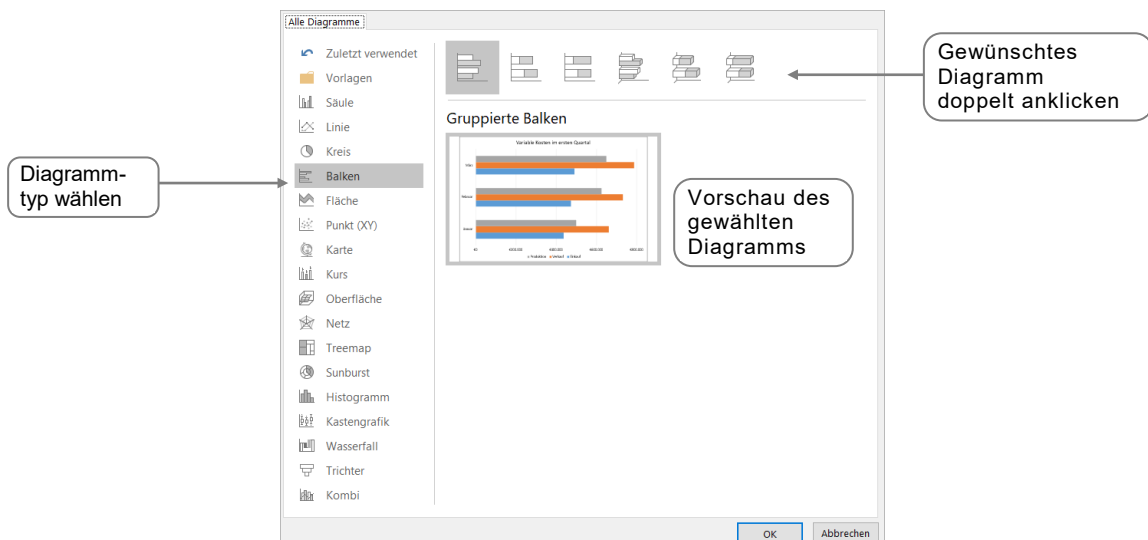 Alle Diagramme
Zuletzt verwendet
Vorlagen
Säule
Linie
Kreis
Balken
Fläche
Punkt (XY)
Karte
Kurs
Oberfläche
Netz
Treemap
Sunburst
Histogramm
Kastengrafik
Wasserfall
Trichter
Kombi
Diagramm-
typ wählen
Gewünschtes
Diagramm
doppelt anklicken
Gruppierte Balken
Variable Kosten im ersten Quartal
Vorschau des
gewählten
Diagramms
OK
Abbrechen